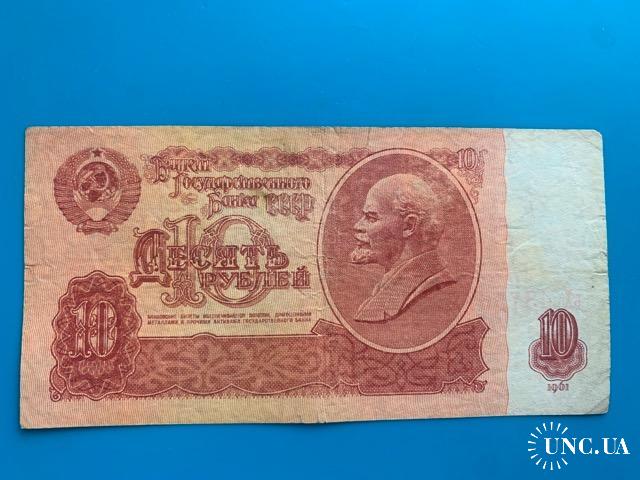 Билет
Государственного
Банка СССР
10
10
Десять
Рублей
БАНКОВСКИЕ БИЛЕТЫ ОБЕСПЕЧИВАЮТСЯ ЗОЛОТОМ, ДРАГОЦЕННЫМИ
МЕТАЛЛАМИ И ПРОЧИМИ АКТИВАМИ ГОСУДАРСТВЕННОГО БАНКА
10
10
1961
UNC.UA